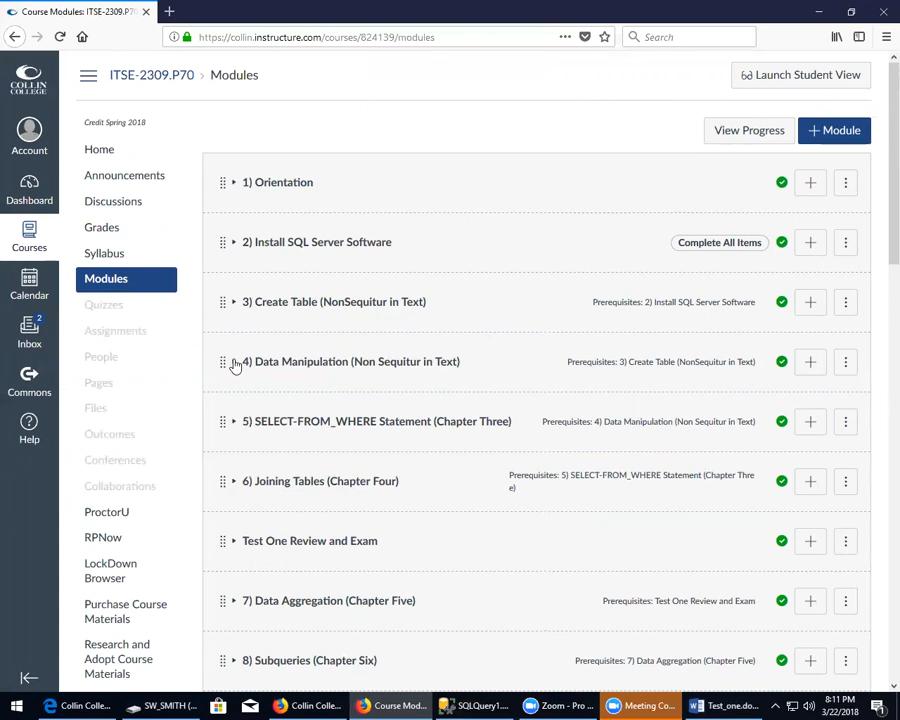 Course Modules: ITSE-2309.P70
https://collin.instructure.com/courses/824139/modules
Search
COLLIN
COLLEGE
Account
Dashboard
Courses
Calendar
2
Inbox
Commons
Help
ITSE-2309.P70 › Modules
Launch Student View
Credit Spring 2018
Home
Announcements
Discussions
Grades
Syllabus
Modules
Quizzes
Assignments
People
Pages
Files
Outcomes
Conferences
Collaborations
ProctorU
RPNow
LockDown
Browser
Purchase Course
Materials
Research and
Adopt Course
Materials
View Progress
+ Module
1) Orientation
2) Install SQL Server Software
Complete All Items
3) Create Table (NonSequitur in Text)
Prerequisites: 2) Install SQL Server Software
4) Data Manipulation (Non Sequitur in Text)
Prerequisites: 3) Create Table (NonSequitur in Text)
5) SELECT-FROM_WHERE Statement (Chapter Three)
Prerequisites: 4) Data Manipulation (Non Sequitur in Text)
6) Joining Tables (Chapter Four)
Prerequisites: 5) SELECT-FROM_WHERE Statement (Chapter Thre
e)
Test One Review and Exam
7) Data Aggregation (Chapter Five)
Prerequisites: Test One Review and Exam
8) Subqueries (Chapter Six)
Prerequisites: 7) Data Aggregation (Chapter Five)
Collin Colle...
SW_SMITH (...
Collin Colle...
Course Mod...
SQLQuery1....
Zoom - Pro ...
Meeting Co...
Test_one.do...
8:11 PM
3/22/2018
1